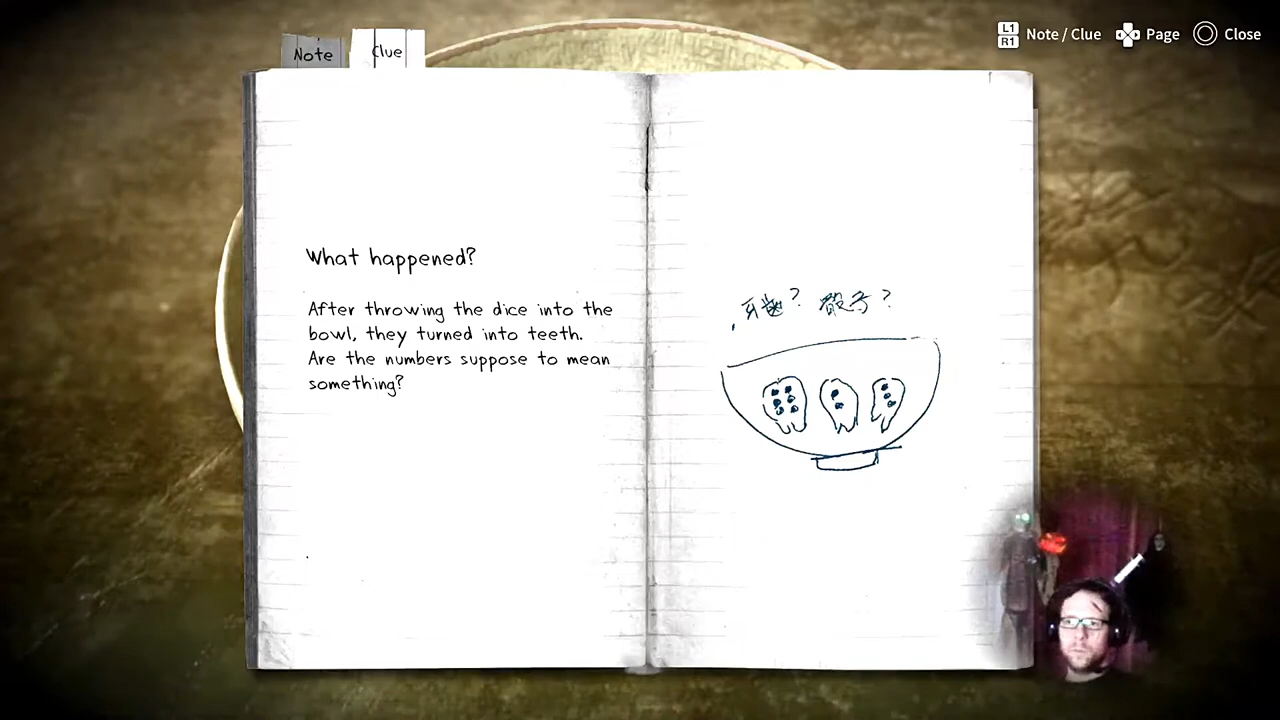 Note
Clue
L1
R1
Note / Clue
Page
Close
What happened?
After throwing the dice into the
bowl, they turned into teeth.
Are the numbers suppose to mean
something?
牙齒? 骰子?